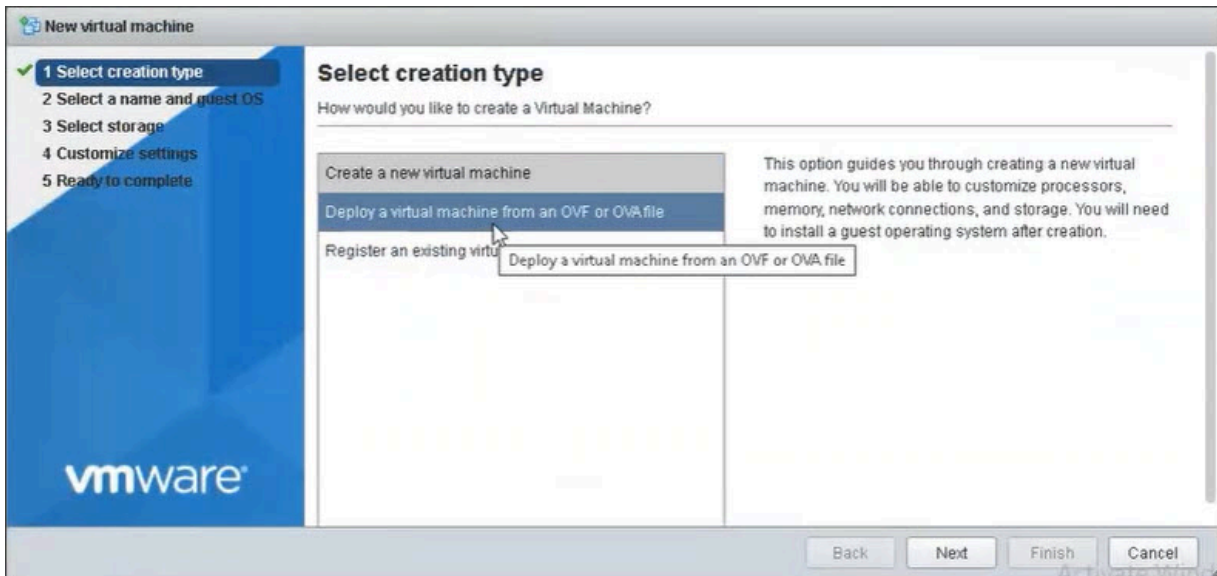 New virtual machine
1 Select creation type
2 Select a name and guest OS
3 Select storage
4 Customize settings
5 Ready to complete
vmware
Select creation type
How would you like to create a Virtual Machine?
Create a new virtual machine
Deploy a virtual machine from an OVF or OVA file
Register an existing virtu
Deploy a virtual machine from an OVF or OVA file
This option guides you through creating a new virtual
machine. You will be able to customize processors,
memory, network connections, and storage. You will need
to install a guest operating system after creation.
Back
Next
Finish
Cancel